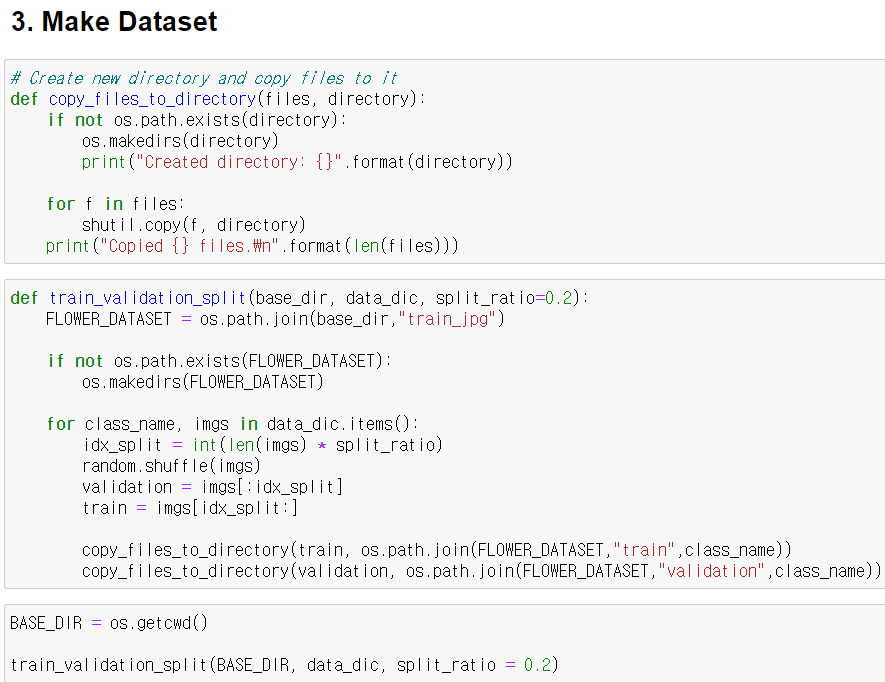 3. Make Dataset
# Create new directory and copy files to it
def copy_files_to_directory(files, directory):
    if not os.path.exists(directory):
        os.makedirs(directory)
        print("Created directory: {}".format(directory))
    for f in files:
        shutil.copy(f, directory)
    print("Copied {} files.₩n".format(len(files)))
def train_validation_split(base_dir, data_dic, split_ratio=0.2):
    FLOWER_DATASET = os.path.join(base_dir,"train_jpg")
    if not os.path.exists(FLOWER_DATASET):
        os.makedirs(FLOWER_DATASET)
    for class_name, imgs in data_dic.items():
        idx_split = int(len(imgs) * split_ratio)
        random.shuffle(imgs)
        validation = imgs[:idx_split]
        train = imgs[idx_split:]
        copy_files_to_directory(train, os.path.join(FLOWER_DATASET,"train",class_name))
        copy_files_to_directory(validation, os.path.join(FLOWER_DATASET,"validation",class_name))
BASE_DIR = os.getcwd()
train_validation_split(BASE_DIR, data_dic, split_ratio = 0.2)